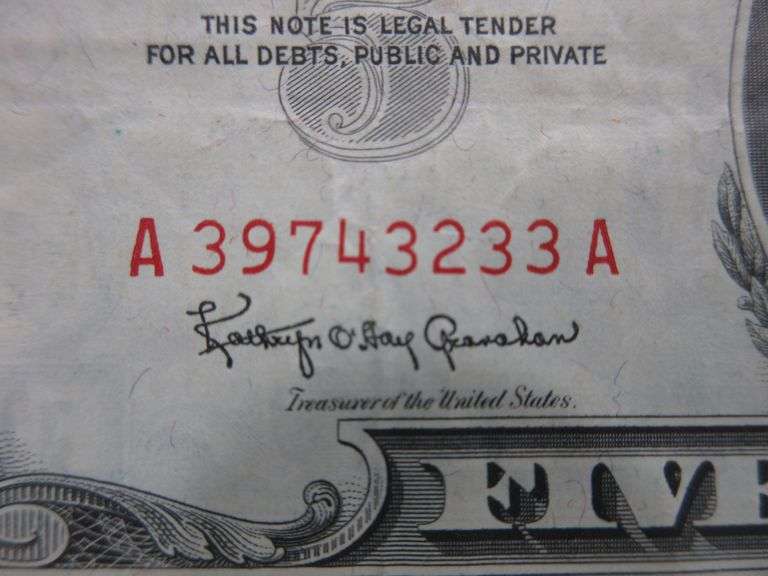 THIS NOTE IS LEGAL TENDER
FOR ALL DEBTS, PUBLIC AND PRIVATE
5
A 39743233 A
Kathryn O'Hay Granahan
Treasurer of the United States.
FIVE